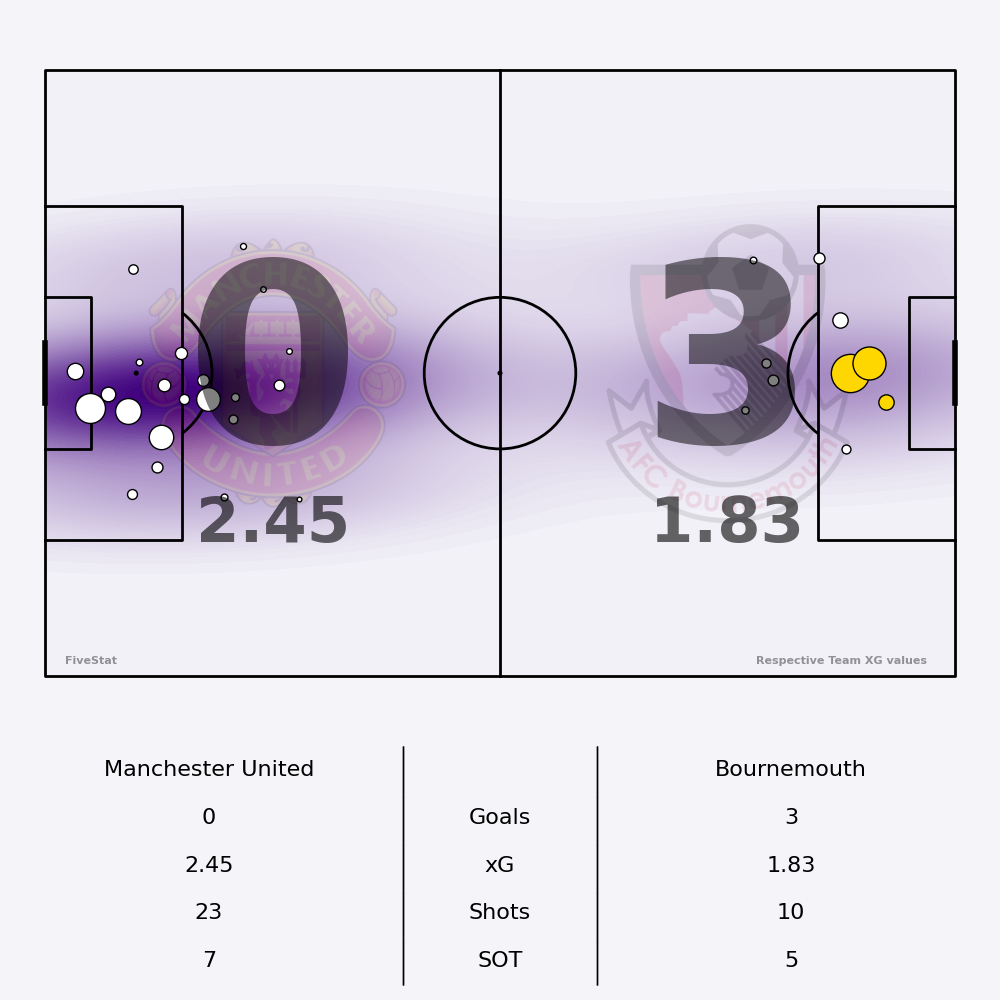 MANCHESTER
UNITED
0
2.45
AFC Bournemouth
3
1.83
FiveStat
Respective Team XG values
Manchester United
Bournemouth
0
Goals
3
2.45
xG
1.83
23
Shots
10
7
SOT
5